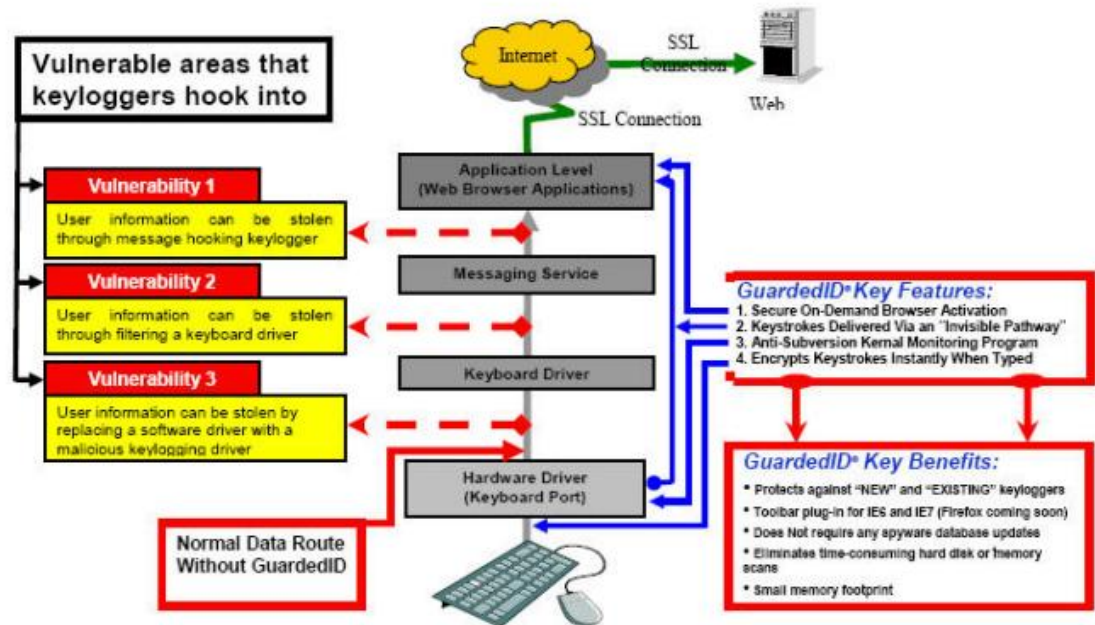 Vulnerable areas that
keyloggers hook into
Internet
SSL
Connection
Web
SSL Connection
Application Level
(Web Browser Applications)
Vulnerability 1
User information can be stolen
through message hooking keylogger
Messaging Service
Vulnerability 2
User information can be stolen
through filtering a keyboard driver
Keyboard Driver
Vulnerability 3
User information can be stolen by
replacing a software driver with a
malicious keylogging driver
Hardware Driver
(Keyboard Port)
Normal Data Route
Without GuardedID
GuardedID® Key Features:
1. Secure On-Demand Browser Activation
2. Keystrokes Delivered Via an "Invisible Pathway"
3. Anti-Subversion Kernal Monitoring Program
4. Encrypts Keystrokes Instantly When Typed
GuardedID® Key Benefits:
• Protects against "NEW" and "EXISTING" keyloggers
• Toolbar plug-in for IE6 and IE7 (Firefox coming soon)
• Does Not require any spyware database updates
• Eliminates time-consuming hard disk or memory
scans
• Small memory footprint